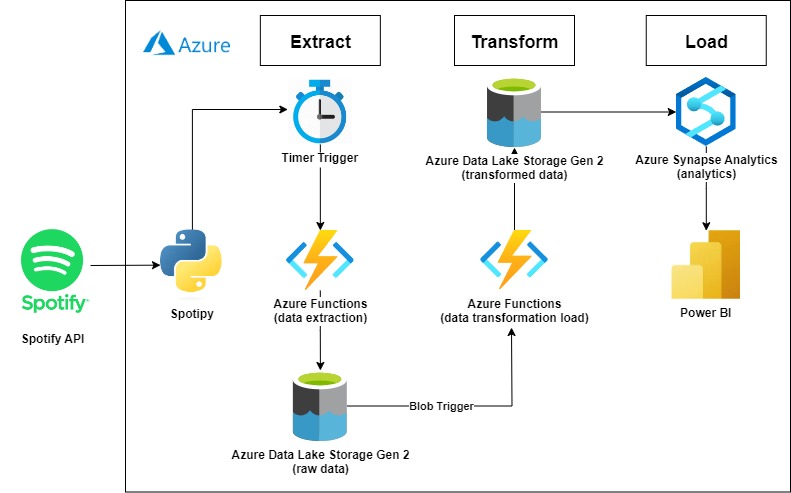 Azure
Extract
Transform
Load
Timer Trigger
Azure Data Lake Storage Gen 2
(transformed data)
Azure Synapse Analytics
(analytics)
Spotify
Spotify API
Spotipy
Azure Functions
(data extraction)
Azure Functions
(data transformation load)
Power BI
Blob Trigger
Azure Data Lake Storage Gen 2
(raw data)